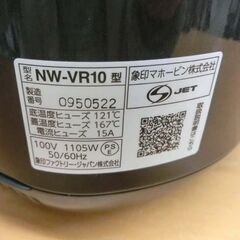 型名 NW-VR10 型
象印マホービン株式会社
製造番号 0950522
JET
底温度ヒューズ 121℃
蓋温度ヒューズ 167℃
電流ヒューズ 15A
100V 1105W
50/60Hz
PS E
象印ファクトリー・ジャパン株式会社